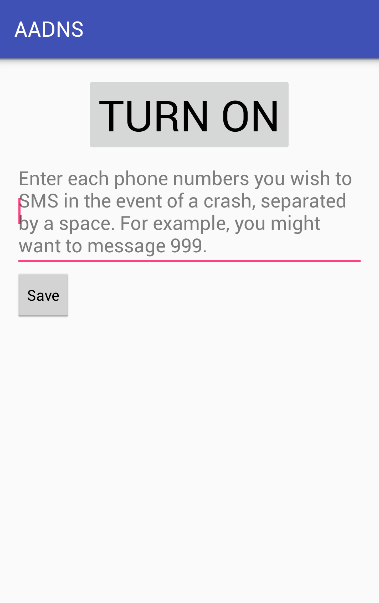 AADNS
TURN ON
Enter each phone numbers you wish to
SMS in the event of a crash, separated
by a space. For example, you might
want to message 999.
Save